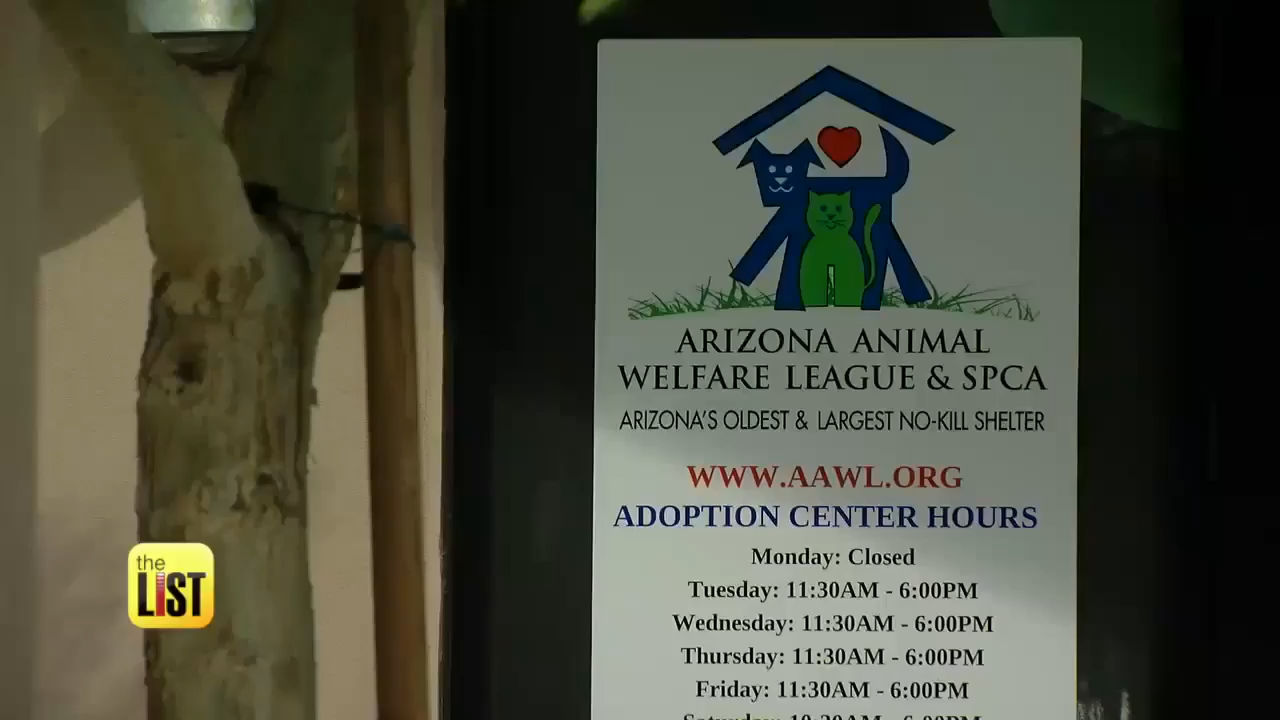 ARIZONA ANIMAL
WELFARE LEAGUE & SPCA
ARIZONA'S OLDEST & LARGEST NO-KILL SHELTER
WWW.AAWL.ORG
ADOPTION CENTER HOURS
Monday: Closed
Tuesday: 11:30AM - 6:00PM
Wednesday: 11:30AM - 6:00PM
Thursday: 11:30AM - 6:00PM
Friday: 11:30AM - 6:00PM
the
LIST